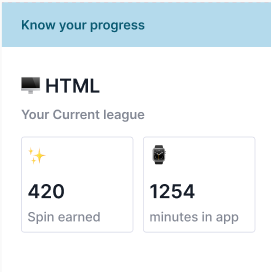 Know your progress
HTML
Your Current league
420
Spin earned
1254
minutes in app